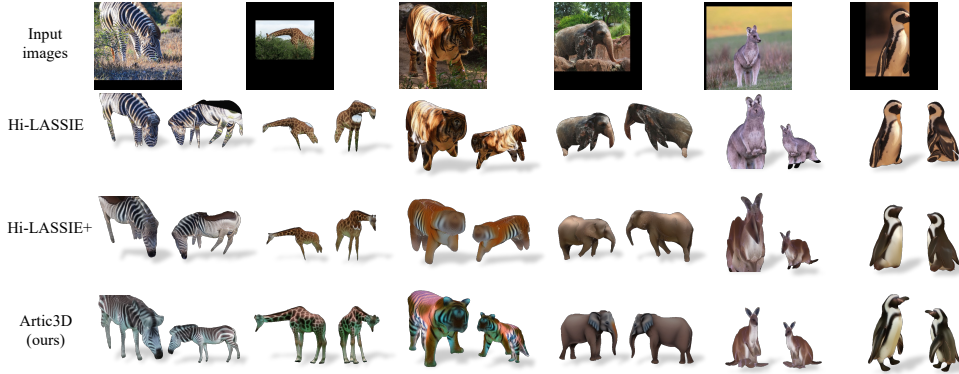 Input
images
Hi-LASSIE
Hi-LASSIE+
Artic3D
(ours)